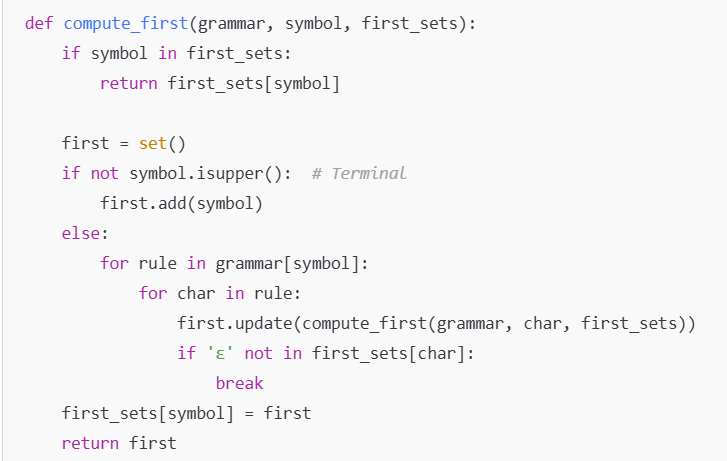 def compute_first(grammar, symbol, first_sets):
    if symbol in first_sets:
        return first_sets[symbol]

    first = set()
    if not symbol.isupper():  # Terminal
        first.add(symbol)
    else:
        for rule in grammar[symbol]:
            for char in rule:
                first.update(compute_first(grammar, char, first_sets))
                if 'ε' not in first_sets[char]:
                    break
    first_sets[symbol] = first
    return first